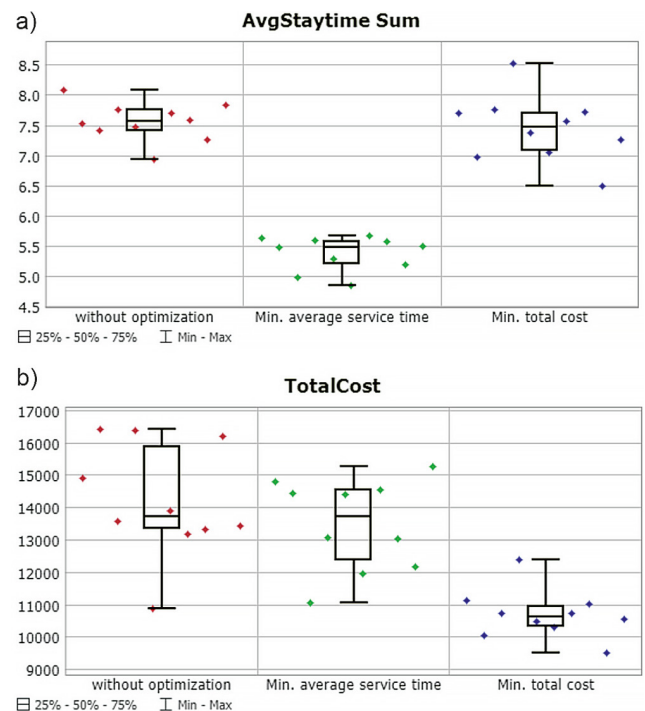 a)
AvgStaytime Sum
8.5
8.0
7.5
7.0
6.5
6.0
5.5
5.0
4.5
without optimization Min. average service time Min. total cost
25% - 50% - 75% Min - Max
b)
TotalCost
17000
16000
15000
14000
13000
12000
11000
10000
9000
without optimization Min. average service time Min. total cost
25% - 50% - 75% Min - Max